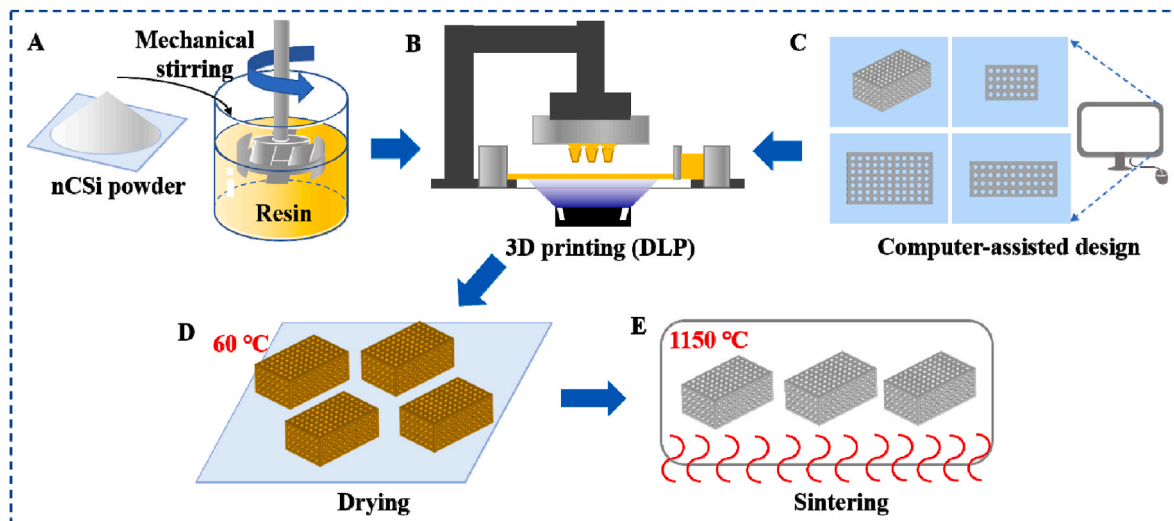 A
Mechanical
stirring
nCSi powder
Resin
B
3D printing (DLP)
C
Computer-assisted design
D
60 °C
Drying
E
1150 °C
Sintering